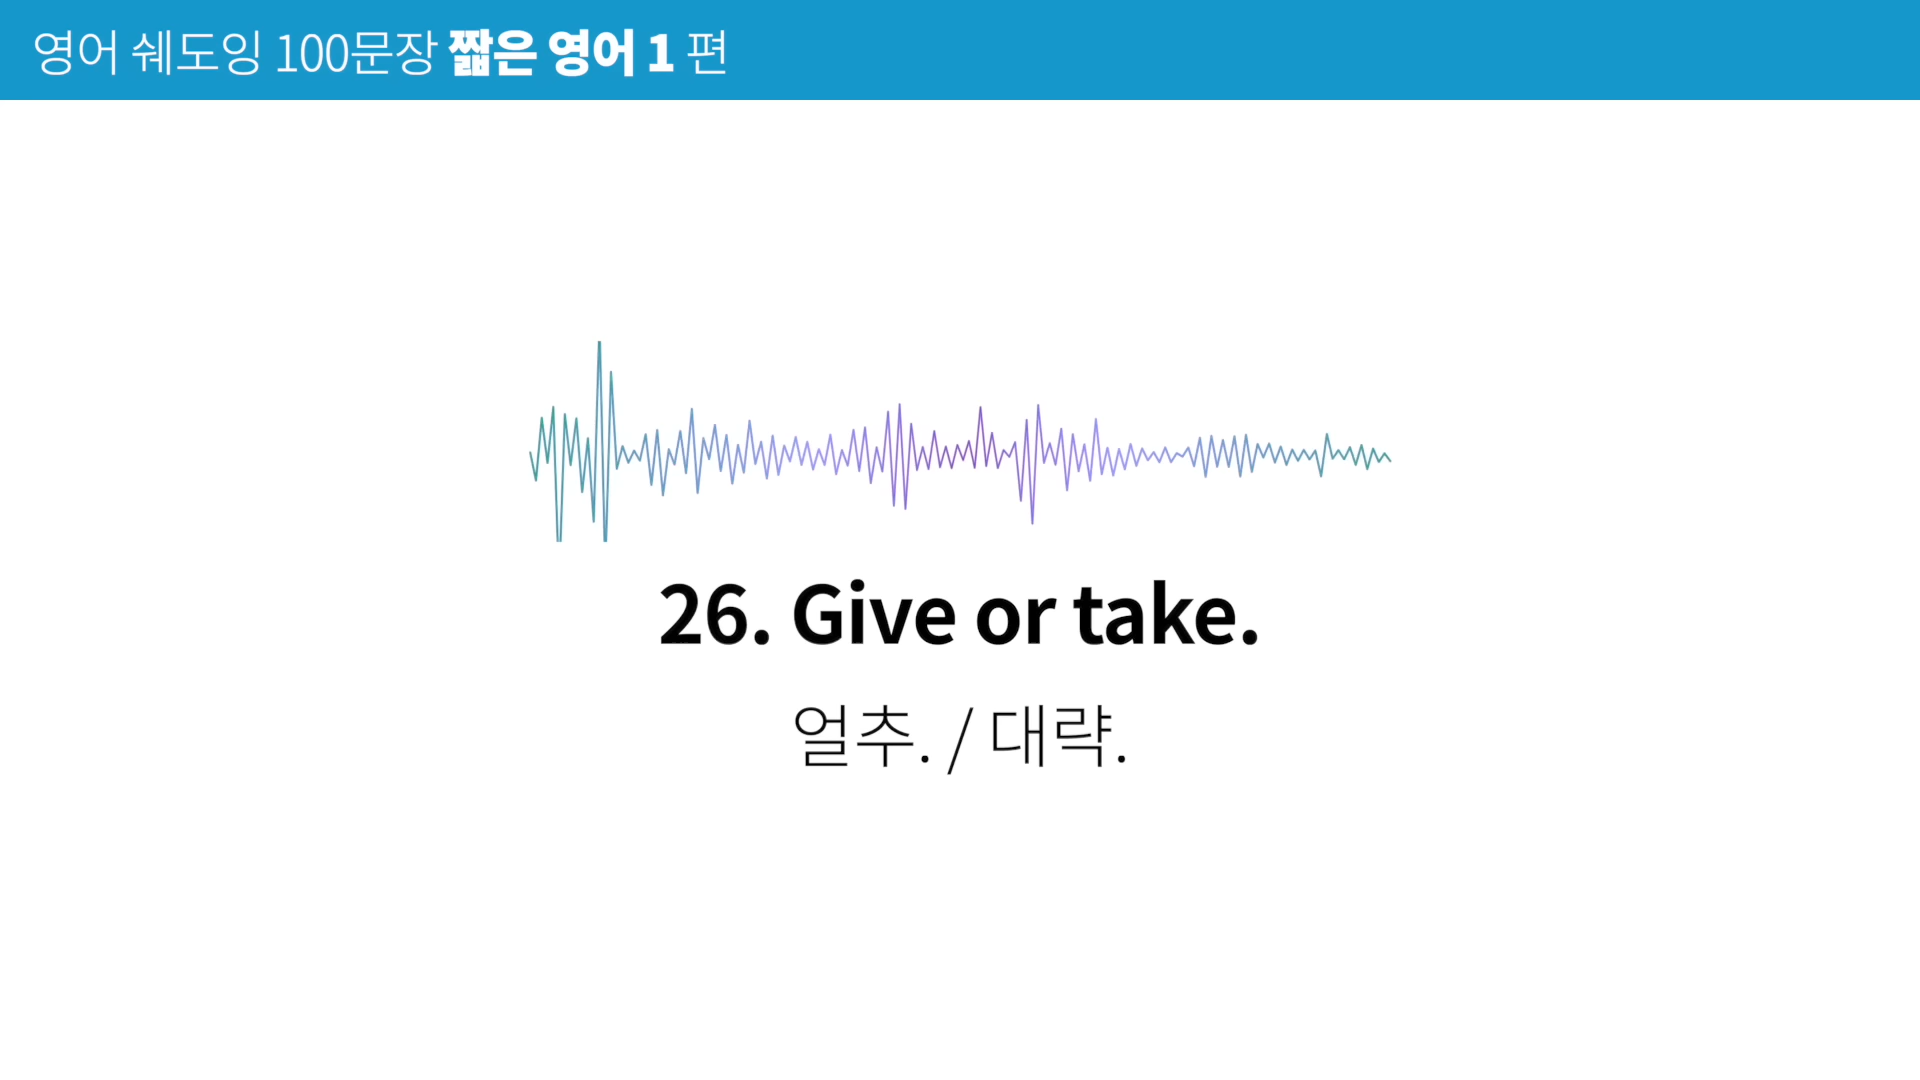 영어 쉐도잉 100문장 짧은 영어 1 편
26. Give or take.
얼추. / 대략.